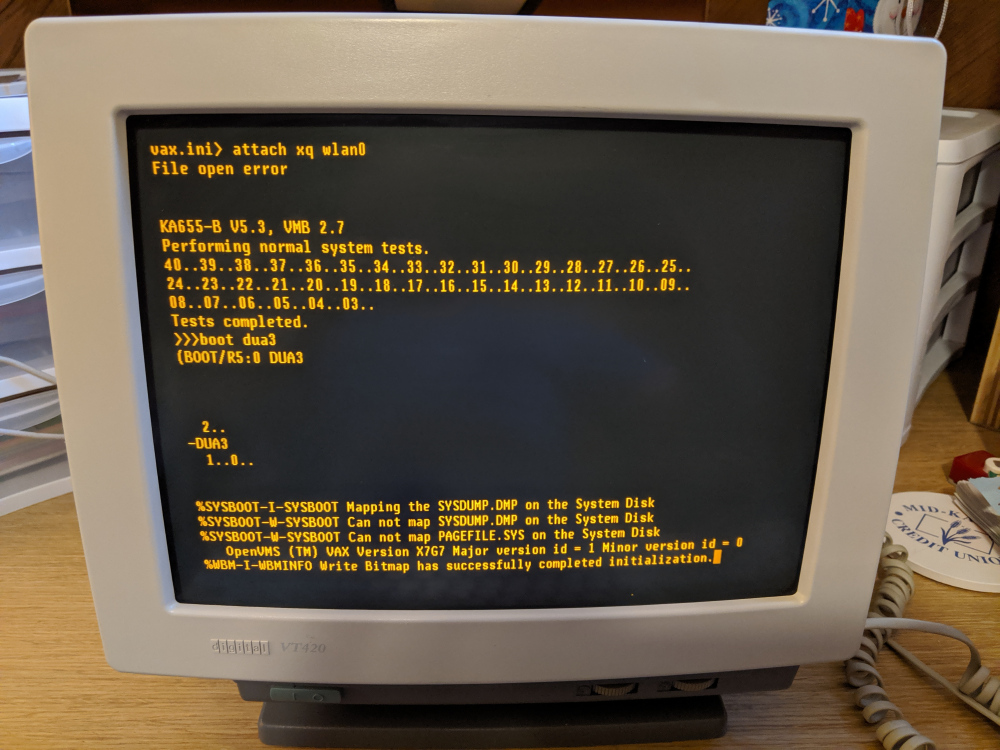 vax.ini> attach xq wlan0
File open error
KA655-B V5.3, VMB 2.7
Performing normal system tests.
40..39..38..37..36..35..34..33..32..31..30..29..28..27..26..25..
24..23..22..21..20..19..18..17..16..15..14..13..12..11..10..09..
08..07..06..05..04..03..
Tests completed.
>>>boot dua3
(BOOT/R5:0 DUA3
2..
-DUA3
1..0..
%SYSBOOT-I-SYSBOOT Mapping the SYSDUMP.DMP on the System Disk
%SYSBOOT-W-SYSBOOT Can not map SYSDUMP.DMP on the System Disk
%SYSBOOT-W-SYSBOOT Can not map PAGEFILE.SYS on the System Disk
OpenVMS (TM) VAX Version X7G7 Major version id = 1 Minor version id = 0
%WBM-I-WBMINFO Write Bitmap has successfully completed initialization.
digital VT420
MID-K
CREDIT UNIO